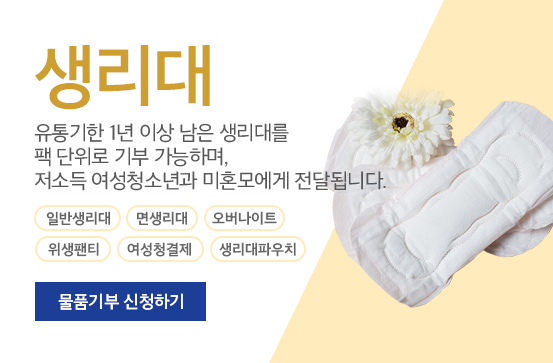 생리대
유통기한 1년 이상 남은 생리대를
팩 단위로 기부 가능하며,
저소득 여성청소년과 미혼모에게 전달됩니다.
일반생리대 면생리대 오버나이트
위생팬티 여성청결제 생리대파우치
물품기부 신청하기